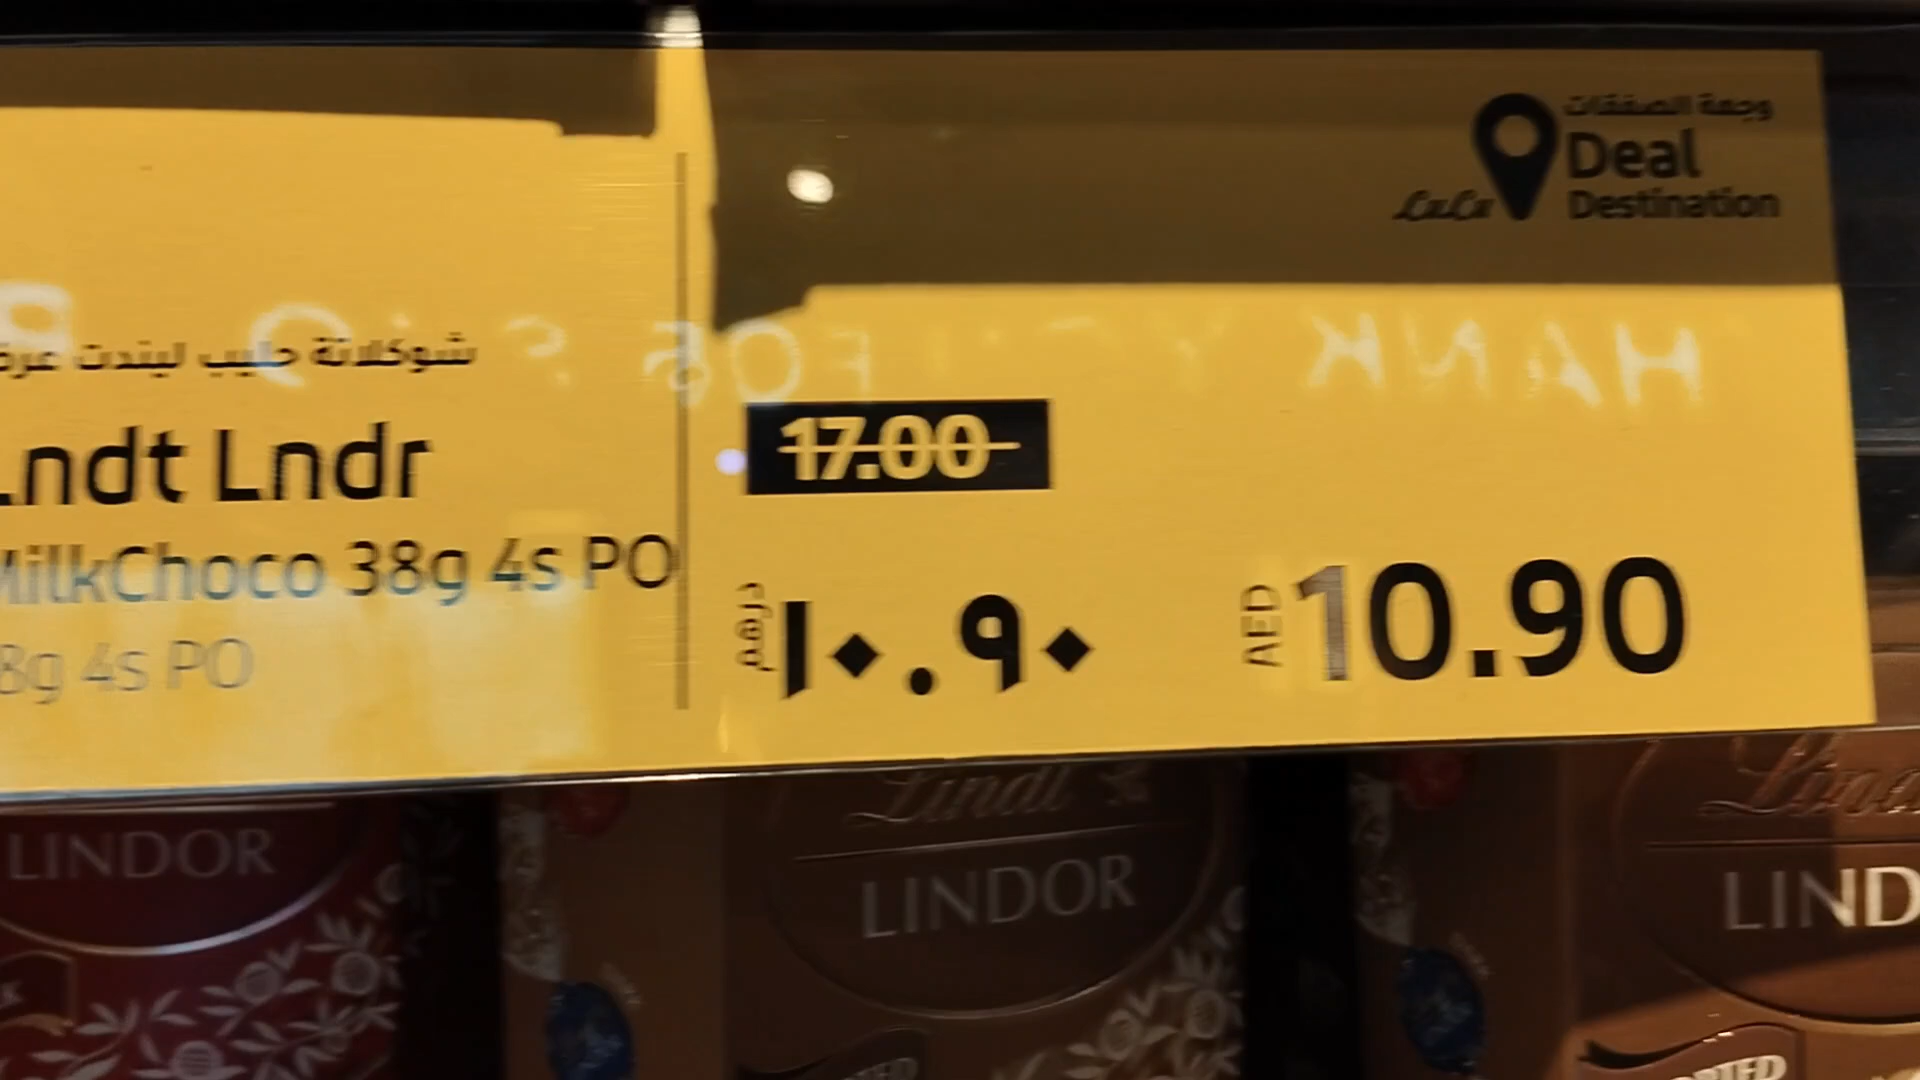 وجهة الصفقات
Deal
Destination
LuLu
شوكلاتة حليب ليندت
Lndt Lndr
MilkChoco 38g 4s PO
8g 4s PO
17.00
درهم ١٠.٩٠
AED 10.90
HANK
LINDOR
Lindt
LINDOR